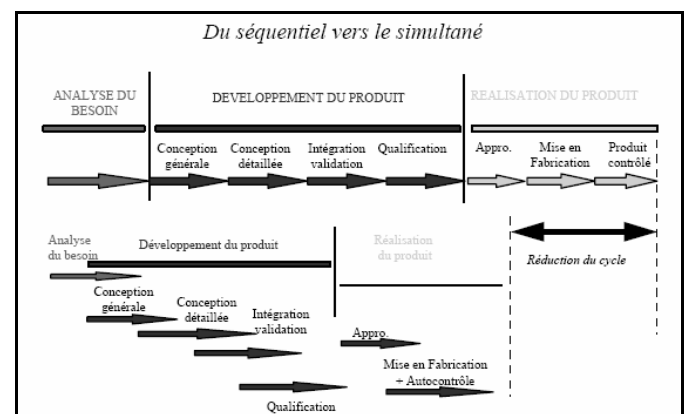 Du séquentiel vers le simultané
ANALYSE DU
BESOIN
DEVELOPPEMENT DU PRODUIT
REALISATION DU PRODUIT
Conception
générale
Conception
détaillée
Intégration
validation
Qualification
Appro.
Mise en
Fabrication
Produit
contrôlé
Analyse
du besoin
Développement du produit
Réalisation
du produit
Réduction du cycle
Conception
générale
Conception
détaillée
Intégration
validation
Appro.
Mise en Fabrication
+ Autocontrôle
Qualification